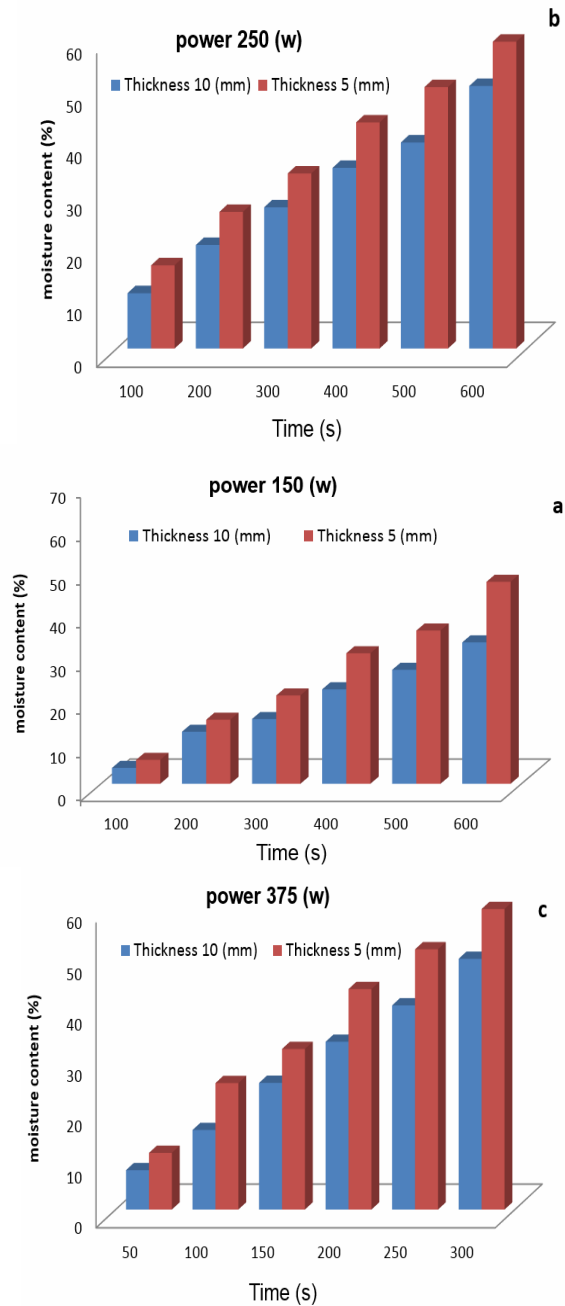 power 250 (w)
b
Thickness 10 (mm) Thickness 5 (mm)
moisture content (%)
60
50
40
30
20
10
0
100 200 300 400 500 600
Time (s)
power 150 (w)
a
Thickness 10 (mm) Thickness 5 (mm)
moisture content (%)
70
60
50
40
30
20
10
0
100 200 300 400 500 600
Time (s)
power 375 (w)
c
Thickness 10 (mm) Thickness 5 (mm)
moisture content (%)
60
50
40
30
20
10
0
50 100 150 200 250 300
Time (s)